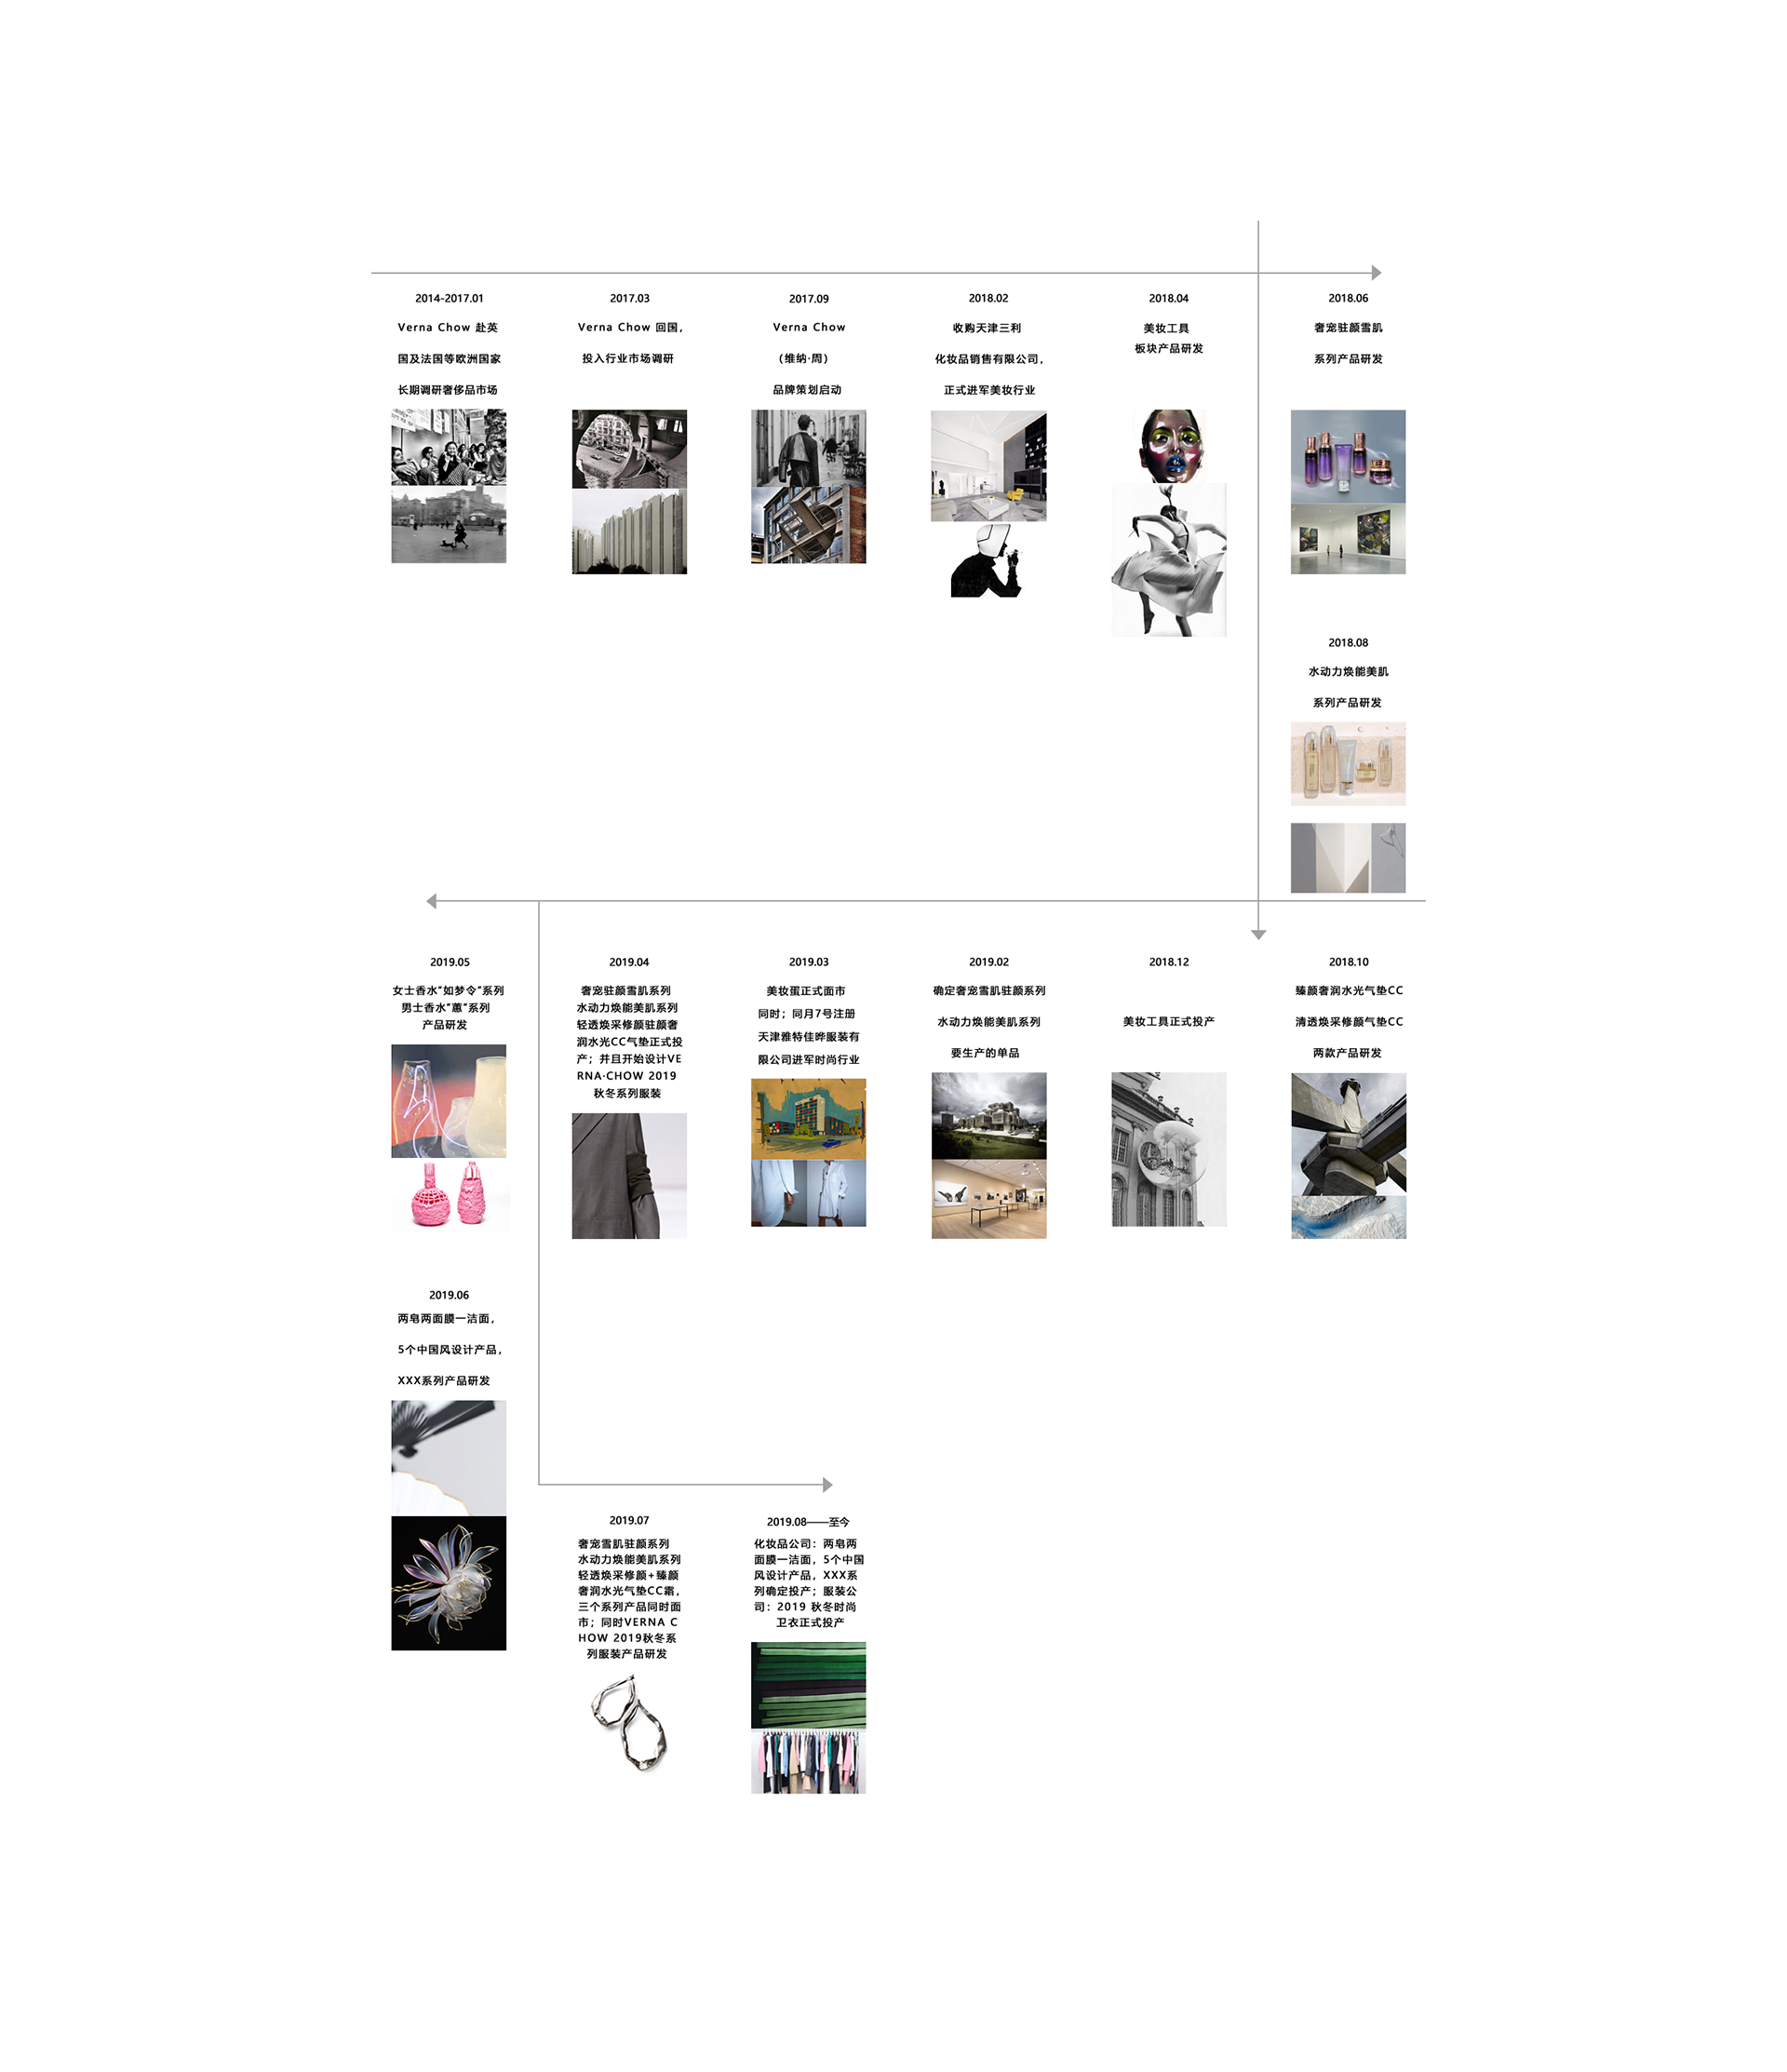 2014-2017.01
Verna Chow 赴英
国及法国等欧洲国家
长期调研奢侈品市场
2017.03
Verna Chow 回国,
投入行业市场调研
2017.09
Verna Chow
（维纳·周）
品牌策划启动
2018.02
收购天津三利
化妆品销售有限公司,
正式进军美妆行业
2018.04
美妆工具
板块产品研发
2018.06
奢宠驻颜雪肌
系列产品研发
2018.08
水动力焕能美肌
系列产品研发
2018.10
臻颜奢润水光气垫CC
清透焕采修颜气垫CC
两款产品研发
2018.12
美妆工具正式投产
2019.02
确定奢宠雪肌驻颜系列
水动力焕能美肌系列
要生产的单品
2019.03
美妆蛋正式面市
同时；同月7号注册
天津雅特佳晔服装有
限公司进军时尚行业
2019.04
奢宠驻颜雪肌系列
水动力焕能美肌系列
轻透焕采修颜驻颜奢
润水光CC气垫正式投
产；并且开始设计VE
RNA·CHOW 2019
秋冬系列服装
2019.05
女士香水“如梦令”系列
男士香水“蕙”系列
产品研发
2019.06
两皂两面膜一洁面,
5个中国风设计产品,
XXX系列产品研发
2019.07
奢宠雪肌驻颜系列
水动力焕能美肌系列
轻透焕采修颜+臻颜
奢润水光气垫CC霜,
三个系列产品同时面
市；同时VERNA C
HOW 2019秋冬系
列服装产品研发
2019.08——至今
化妆品公司：两皂两
面膜一洁面, 5个中国
风设计产品, XXX系
列确定投产；服装公
司：2019 秋冬时尚
卫衣正式投产